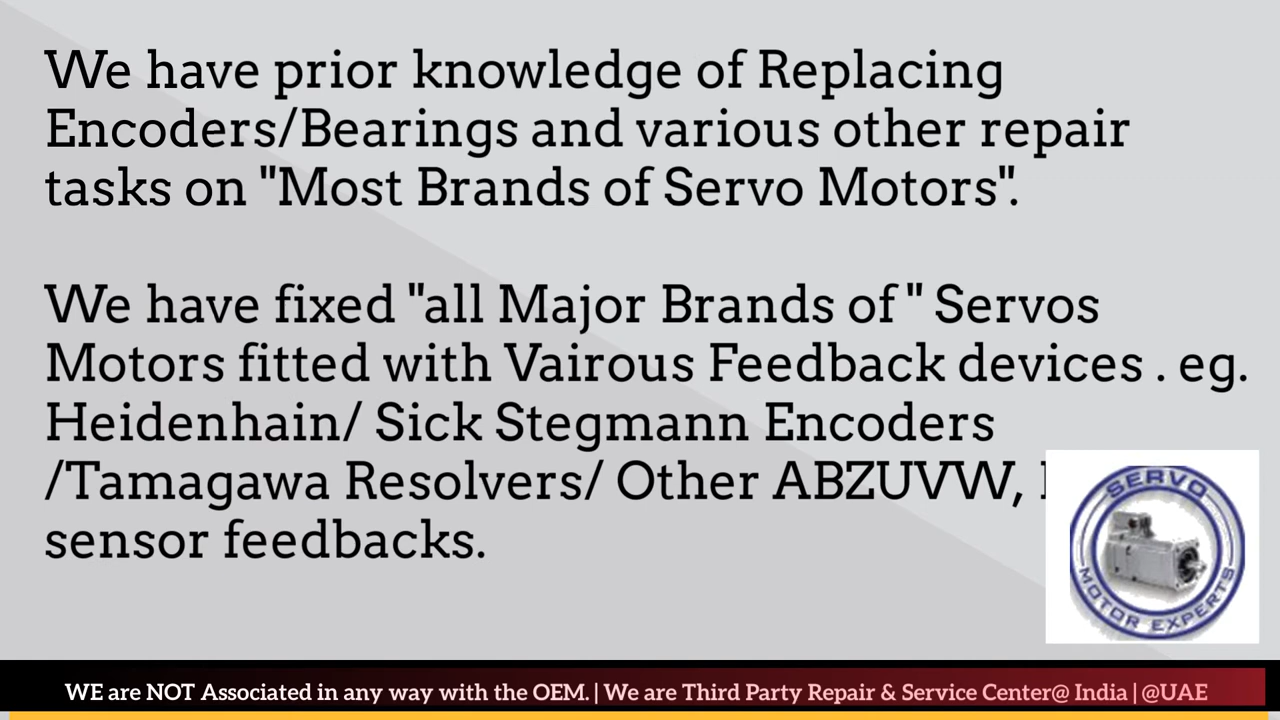 We have prior knowledge of Replacing
Encoders/Bearings and various other repair
tasks on "Most Brands of Servo Motors".
We have fixed "all Major Brands of " Servos
Motors fitted with Vairous Feedback devices . eg.
Heidenhain/ Sick Stegmann Encoders
/Tamagawa Resolvers/ Other ABZUVW,
sensor feedbacks.
SERVO
MOTOR EXPERTS
WE are NOT Associated in any way with the OEM. | We are Third Party Repair & Service Center@ India | @UAE